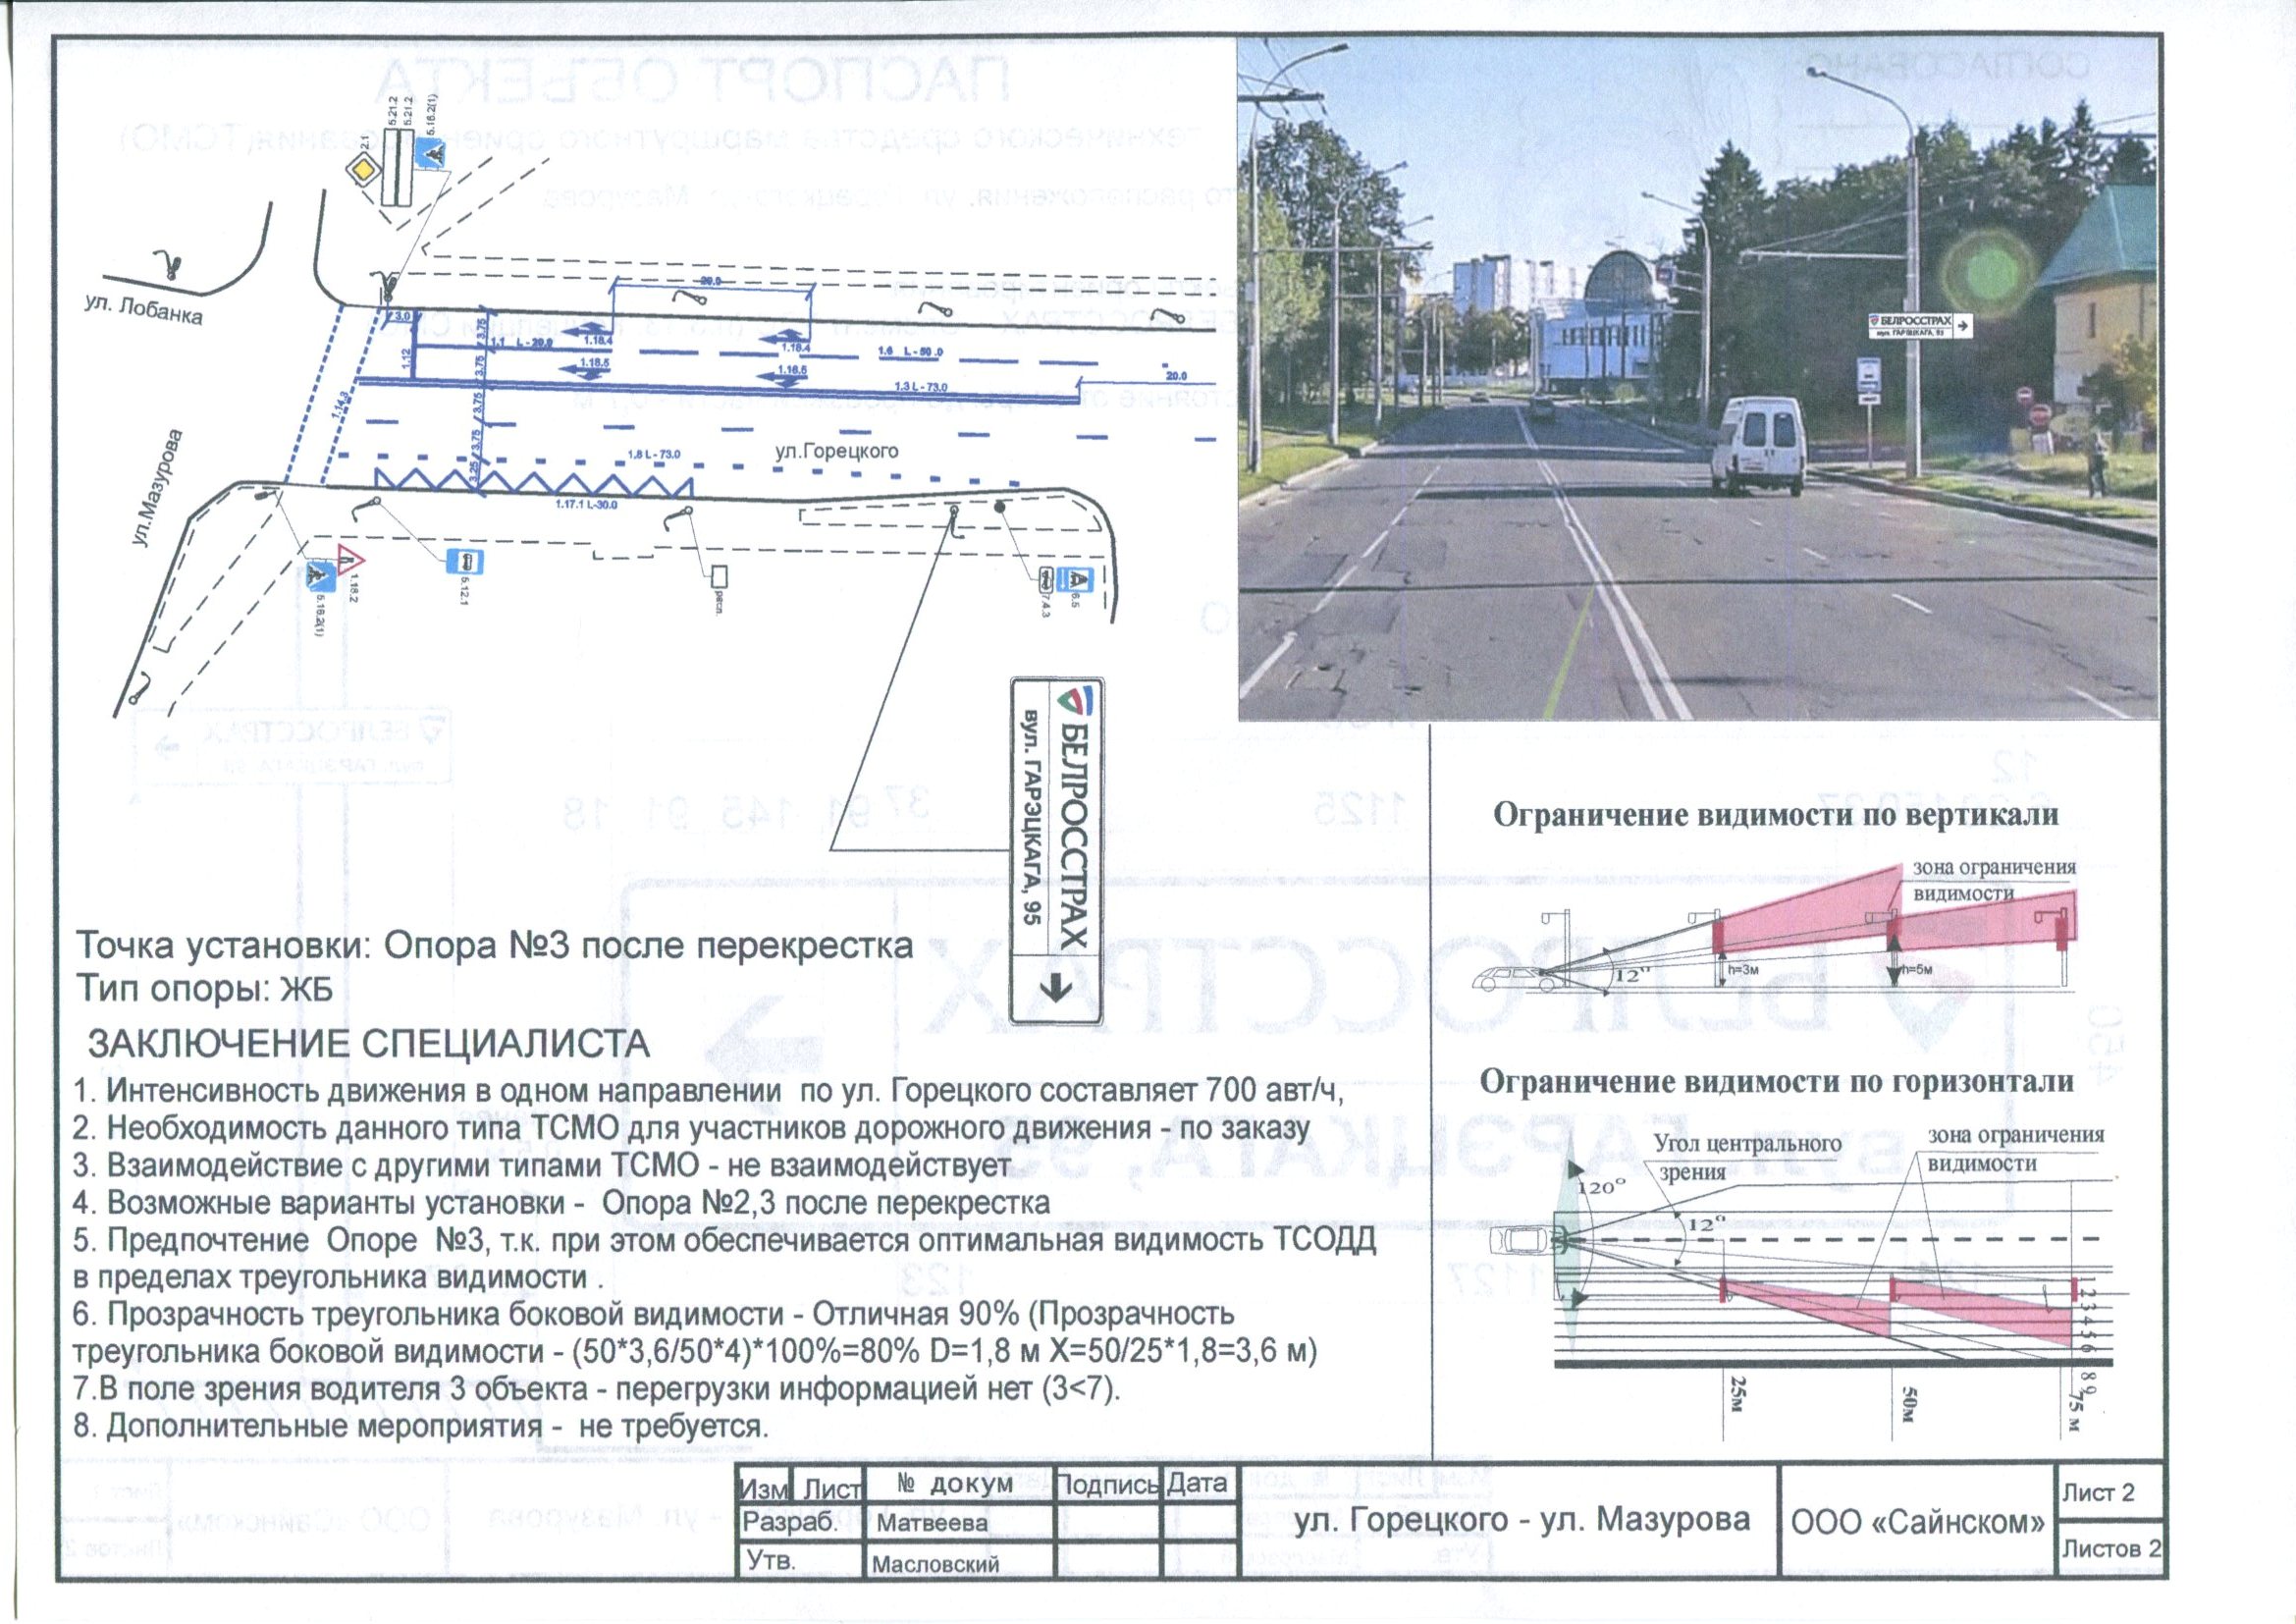 2.1
5.21.2
5.21.2
5.16.2(1)
ул. Лобанка
ул.Мазурова
ул.Горецкого
3.0
1.12
3.75
3.75
3.75
3.75
3.25
20.0
1.1 L-20.0
1.18.4
1.18.4
1.18.5
1.18.5
1.6 L-50.0
1.3 L-73.0
20.0
1.14.3
1.8 L-73.0
1.17.1 L-30.0
5.16.2(1)
1.16.2
5.12.1
рекл.
7.4.3
6.5
БЕЛРОССТРАХ
вул. ГАРЭЦКАГА, 95
БЕЛРОССТРАХ
вул. ГАРЭЦКАГА, 95
Точка установки: Опора №3 после перекрестка
Тип опоры: ЖБ
ЗАКЛЮЧЕНИЕ СПЕЦИАЛИСТА
1. Интенсивность движения в одном направлении по ул. Горецкого составляет 700 авт/ч,
2. Необходимость данного типа ТСМО для участников дорожного движения - по заказу
3. Взаимодействие с другими типами ТСМО - не взаимодействует
4. Возможные варианты установки - Опора №2,3 после перекрестка
5. Предпочтение Опоре №3, т.к. при этом обеспечивается оптимальная видимость ТСОДД
в пределах треугольника видимости .
6. Прозрачность треугольника боковой видимости - Отличная 90% (Прозрачность
треугольника боковой видимости - (50*3,6/50*4)*100%=80% D=1,8 м X=50/25*1,8=3,6 м)
7.В поле зрения водителя 3 объекта - перегрузки информацией нет (3<7).
8. Дополнительные мероприятия - не требуется.
Ограничение видимости по вертикали
зона ограничения
видимости
12°
h=3м
h=5м
Ограничение видимости по горизонтали
Угол центрального
зрения
зона ограничения
видимости
120°
12°
1 2 3 4 5 6 8 9
25м
50м
75 м
Изм Лист № докум Подпись Дата
Разраб. Матвеева
Утв. Масловский
ул. Горецкого - ул. Мазурова
ООО «Сайнском»
Лист 2
Листов 2